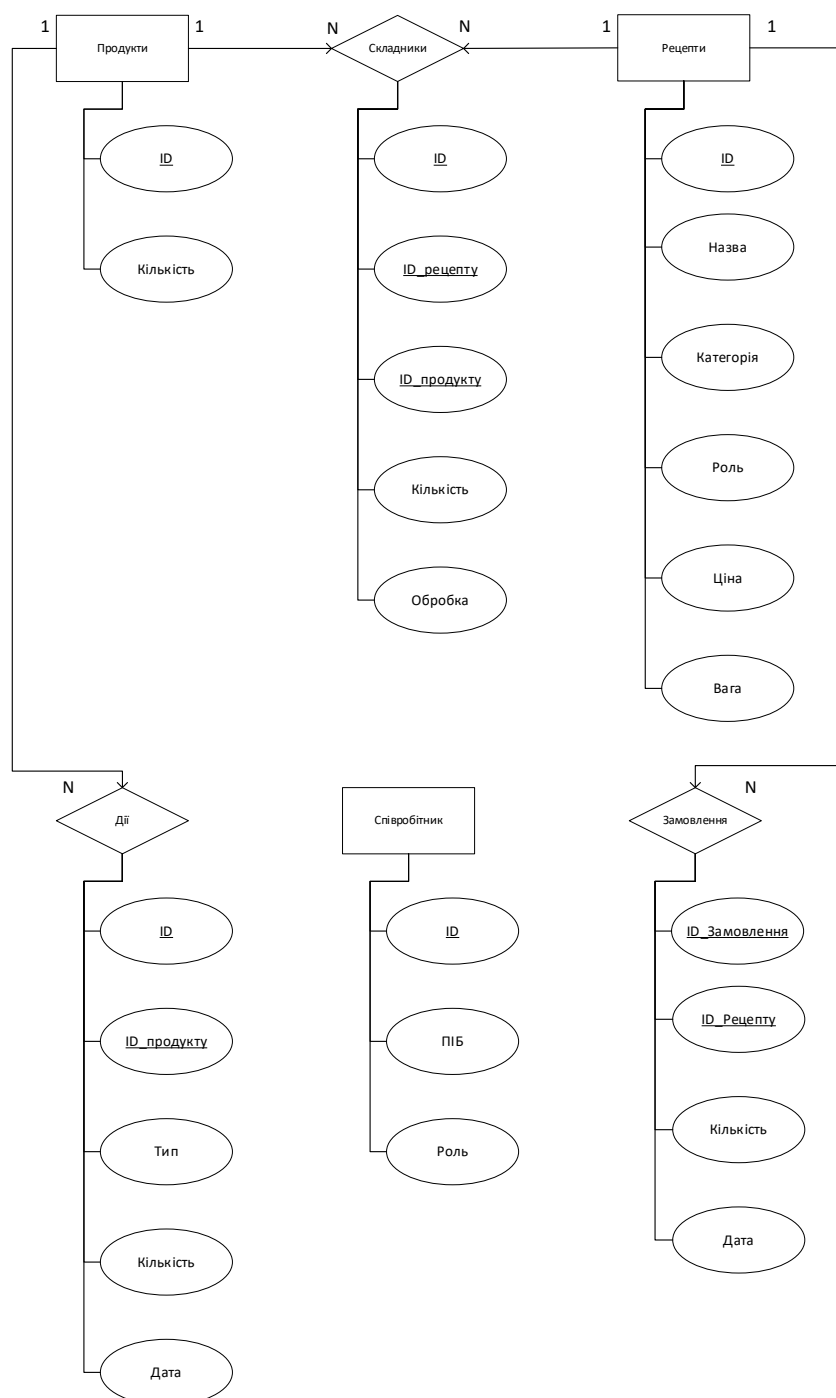 1
Продукти
1
N
Складники
N
1
Рецепти
1
ID
Кількість
ID
ID_рецепту
ID_продукту
Кількість
Обробка
ID
Назва
Категорія
Роль
Ціна
Вага
N
Дії
Співробітник
N
Замовлення
ID
ID_продукту
Тип
Кількість
Дата
ID
ПІБ
Роль
ID_Замовлення
ID_Рецепту
Кількість
Дата